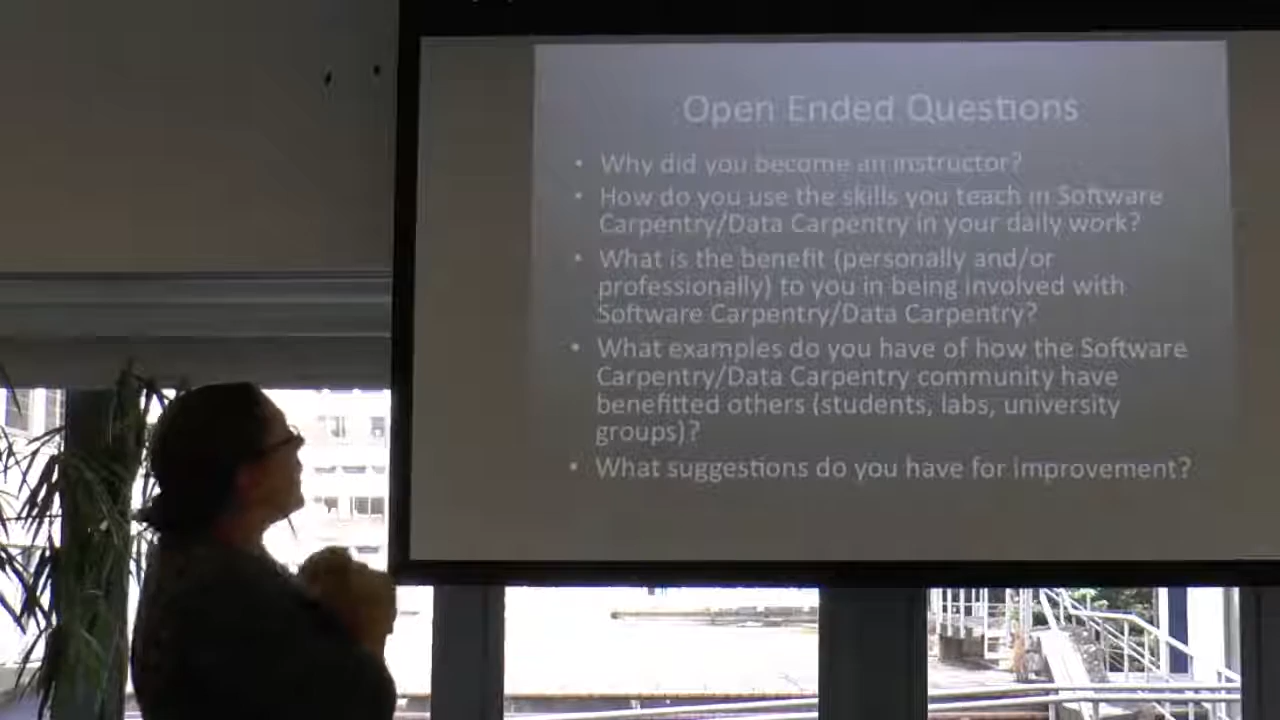 Open Ended Questions
• Why did you become an instructor?
• How do you use the skills you teach in Software
Carpentry/Data Carpentry in your daily work?
• What is the benefit (personally and/or
professionally) to you in being involved with
Software Carpentry/Data Carpentry?
• What examples do you have of how the Software
Carpentry/Data Carpentry community have
benefitted others (students, labs, university
groups)?
• What suggestions do you have for improvement?